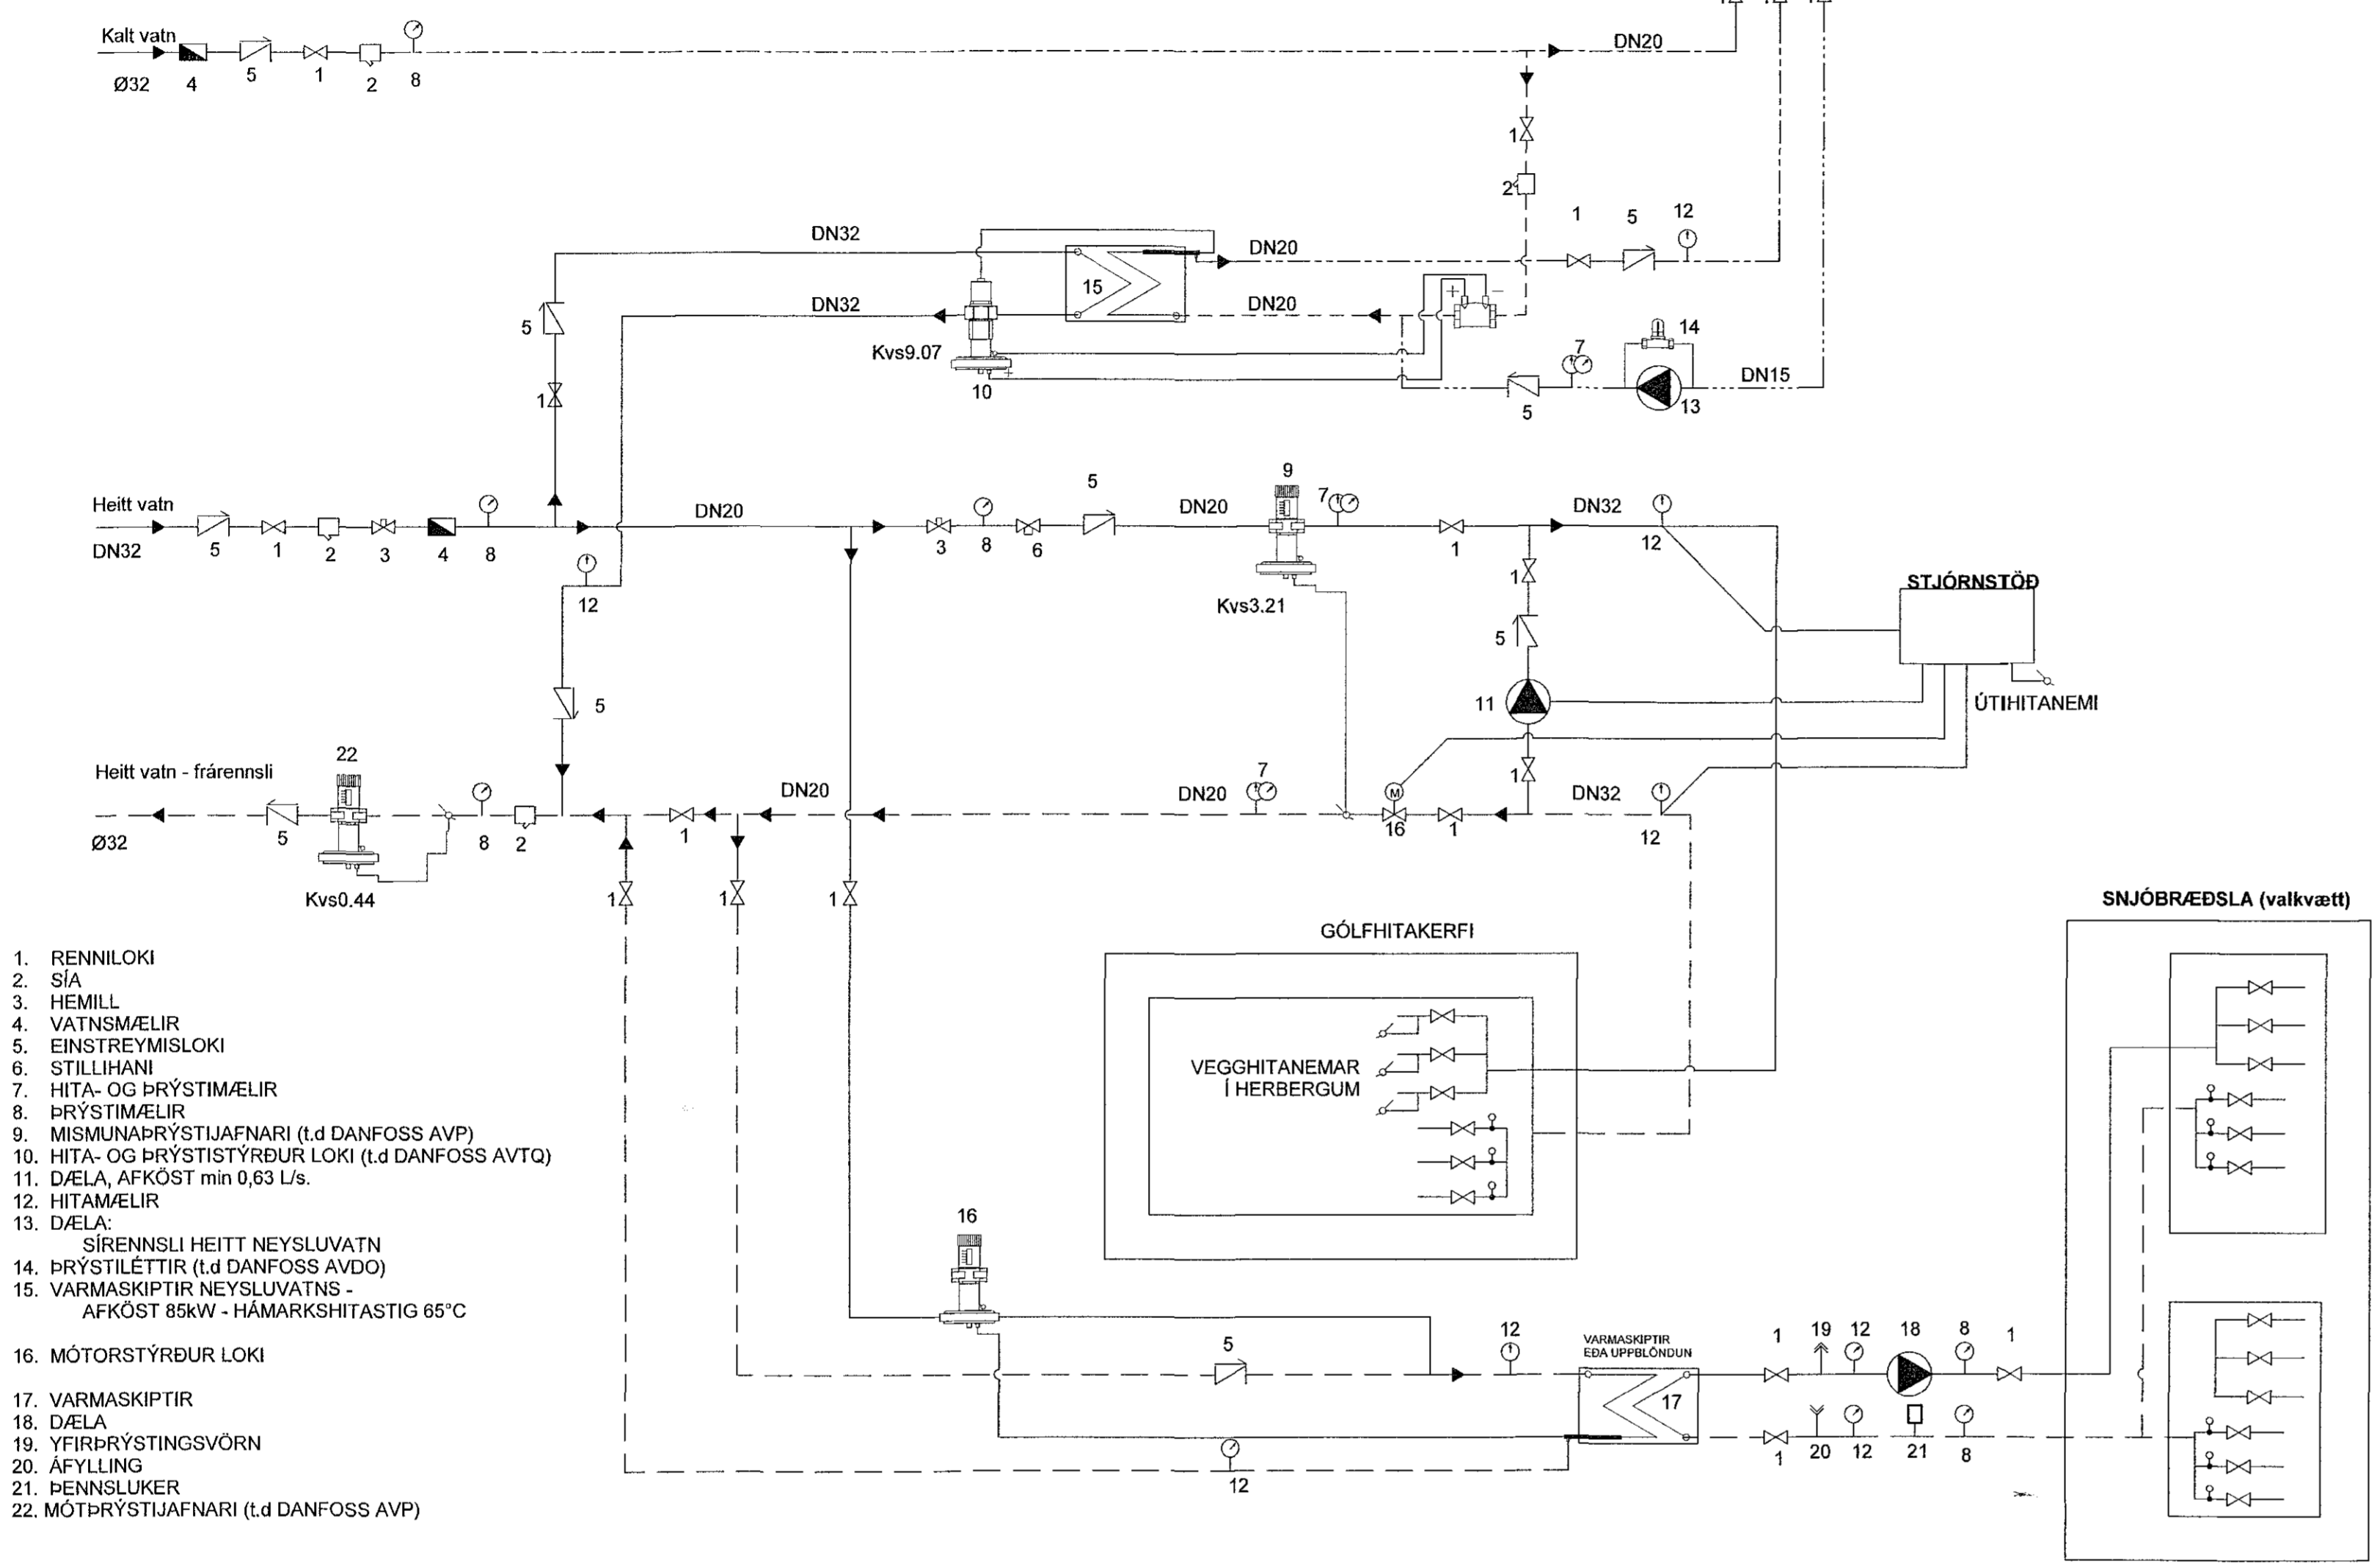 Kalt vatn
Ø32
4
5
1
2
8
DN20
1
2
1
5
12
DN32
DN20
15
DN32
DN20
+
−
5
Kvs9.07
+
10
7
14
DN15
5
13
1
Heitt vatn
DN32
5
1
2
3
4
8
DN20
12
3
8
6
5
DN20
9
7
Kvs3.21
1
DN32
12
1
5
11
1
STJÓRNSTÖÐ
ÚTIHITANEMI
5
22
Heitt vatn - frárennsli
Ø32
5
8
2
Kvs0.44
1
DN20
DN20
7
M
16
1
DN32
12
1
1
1
SNJÓBRÆÐSLA (valkvætt)
GÓLFHITAKERFI
VEGGHITANEMAR
Í HERBERGUM
1. RENNILOKI
2. SÍA
3. HEMILL
4. VATNSMÆLIR
5. EINSTREYMISLOKI
6. STILLIHANI
7. HITA- OG ÞRÝSTIMÆLIR
8. ÞRÝSTIMÆLIR
9. MISMUNAÞRÝSTIJAFNARI (t.d DANFOSS AVP)
10. HITA- OG ÞRÝSTISTÝRÐUR LOKI (t.d DANFOSS AVTQ)
11. DÆLA, AFKÖST min 0,63 L/s.
12. HITAMÆLIR
13. DÆLA:
SÍRENNSLI HEITT NEYSLUVATN
14. ÞRÝSTILÉTTIR (t.d DANFOSS AVDO)
15. VARMASKIPTIR NEYSLUVATNS -
AFKÖST 85kW - HÁMARKSHITASTIG 65°C
16. MÓTORSTÝRÐUR LOKI
17. VARMASKIPTIR
18. DÆLA
19. YFIRÞRÝSTINGSVÖRN
20. ÁFYLLING
21. ÞENNSLUKER
22. MÓTÞRÝSTIJAFNARI (t.d DANFOSS AVP)
16
5
12
12
VARMASKIPTIR
EÐA UPPBLÖNDUN
17
1
19
12
18
8
1
1
20
12
21
8